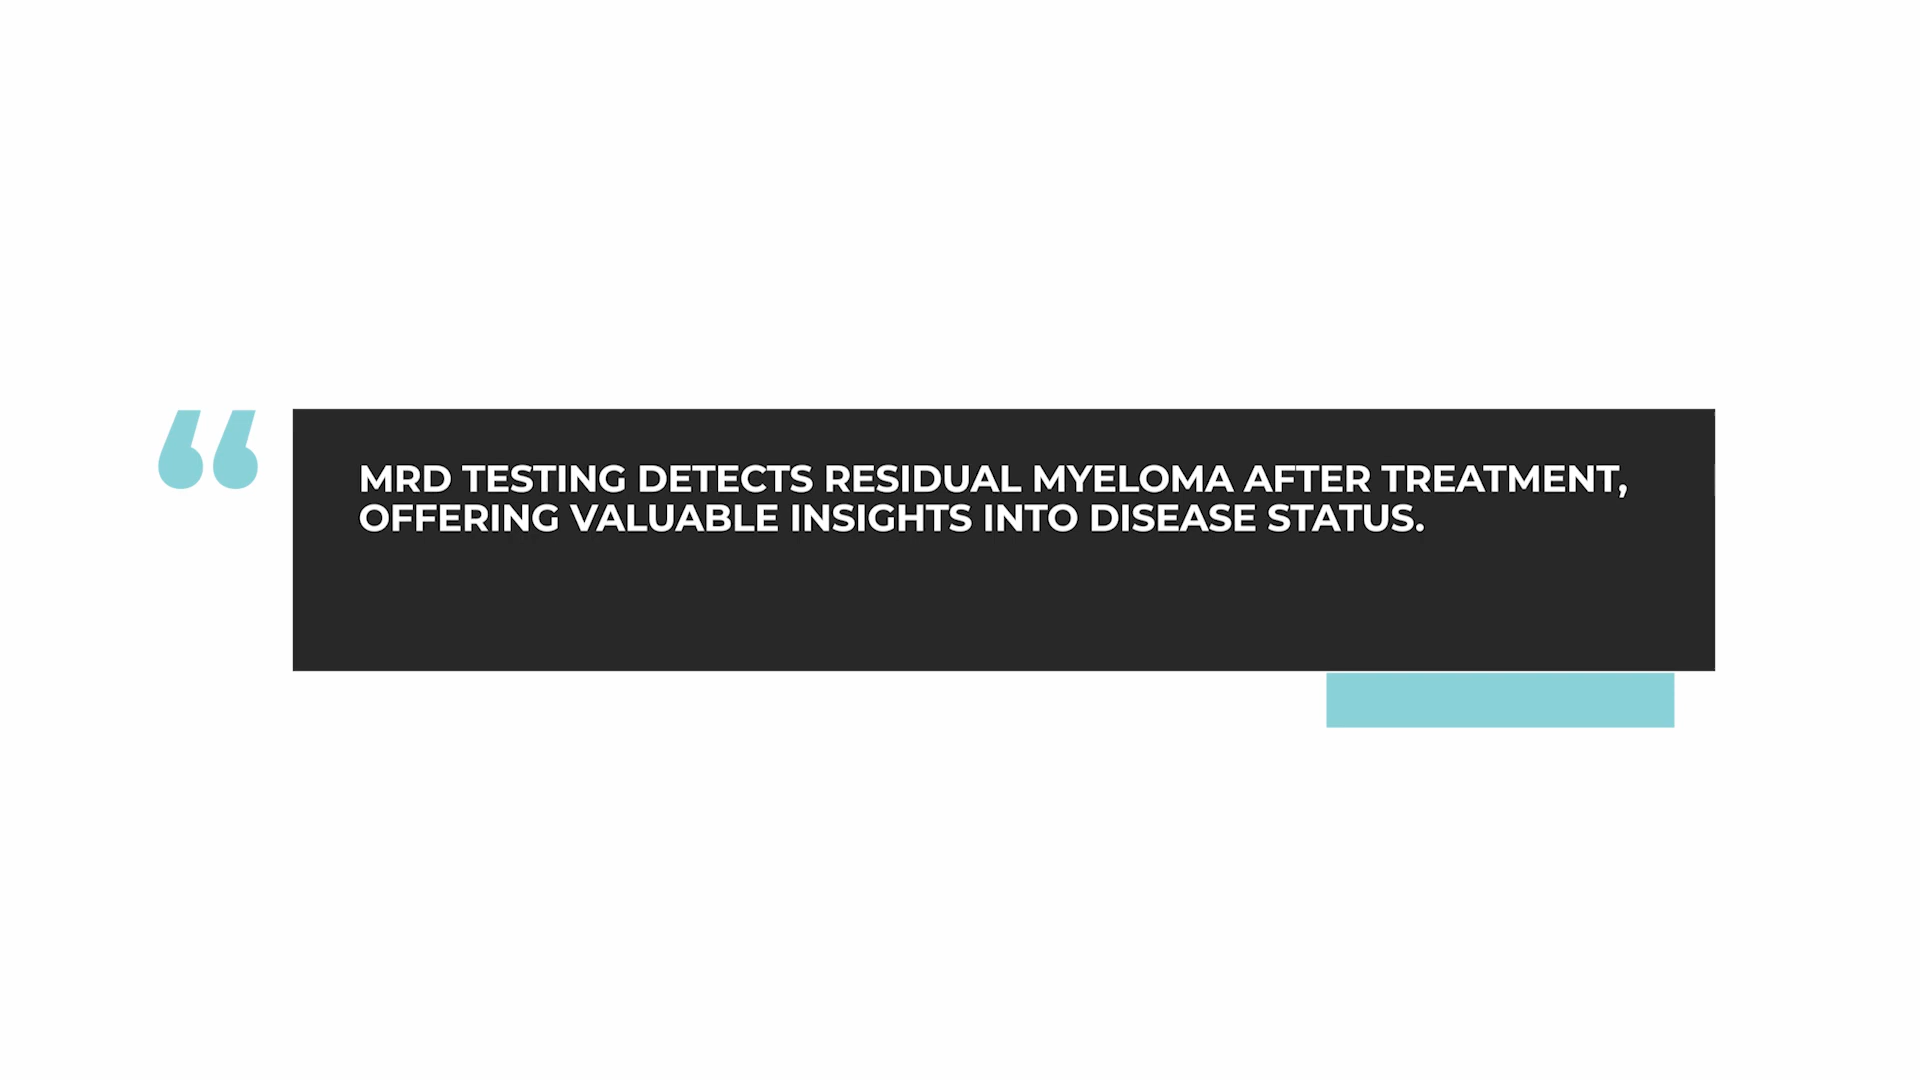 “
MRD TESTING DETECTS RESIDUAL MYELOMA AFTER TREATMENT,
OFFERING VALUABLE INSIGHTS INTO DISEASE STATUS.